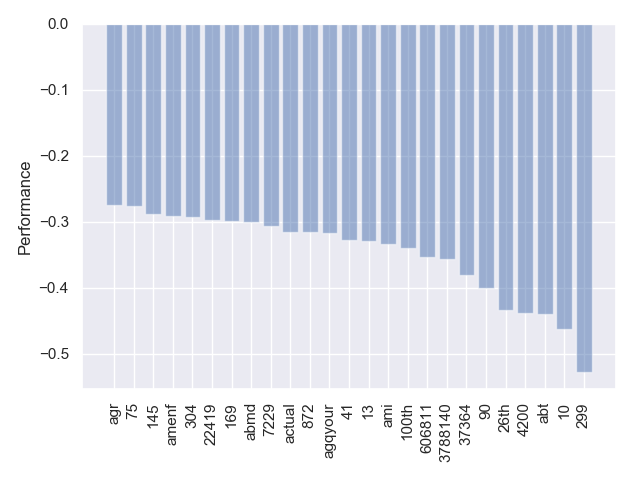 0.0
−0.1
−0.2
−0.3
−0.4
−0.5
Performance
agr
75
145
amenf
304
22419
169
abmd
7229
actual
872
agqyour
41
13
ami
100th
606811
3788140
37364
90
26th
4200
abt
10
299